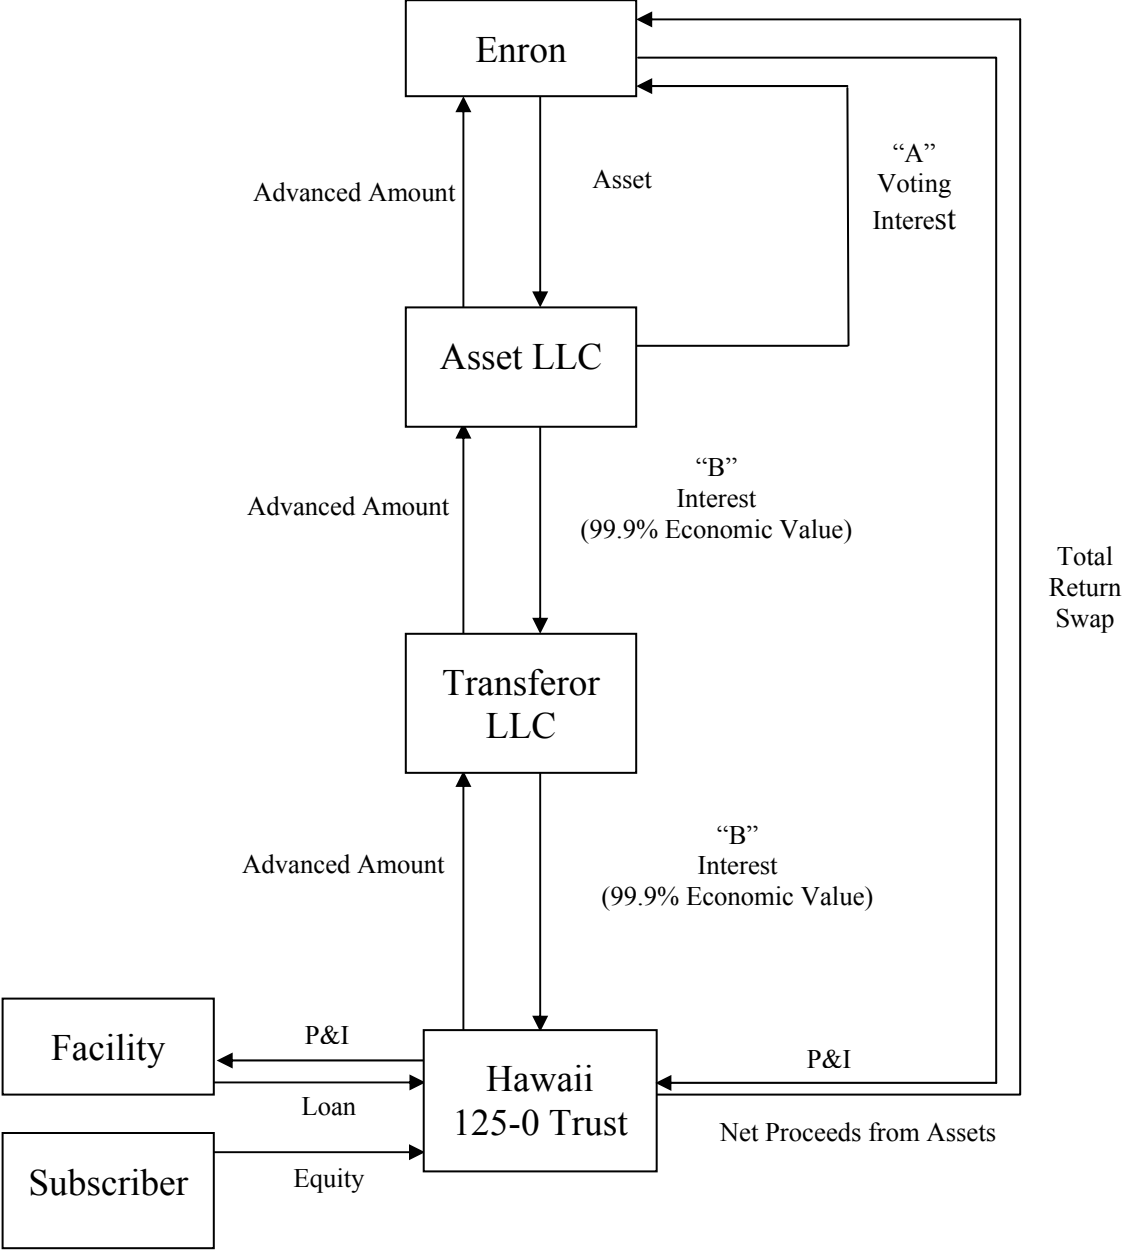 Enron
“A”
Voting
Interest
Advanced Amount
Asset
Asset LLC
“B”
Interest
(99.9% Economic Value)
Advanced Amount
Total
Return
Swap
Transferor
LLC
“B”
Interest
(99.9% Economic Value)
Advanced Amount
Facility
P&I
Loan
Hawaii
125-0 Trust
P&I
Net Proceeds from Assets
Subscriber
Equity